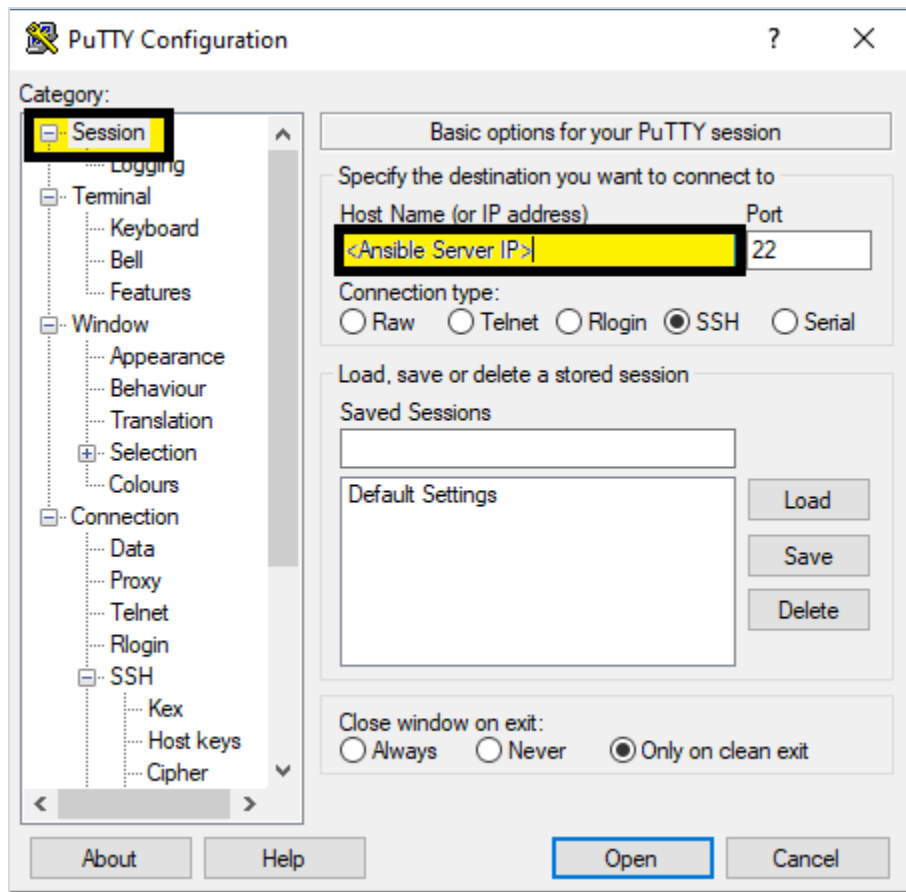 PuTTY Configuration
?
Category:
Session
Logging
Terminal
Keyboard
Bell
Features
Window
Appearance
Behaviour
Translation
Selection
Colours
Connection
Data
Proxy
Telnet
Rlogin
SSH
Kex
Host keys
Cipher
Basic options for your PuTTY session
Specify the destination you want to connect to
Host Name (or IP address) Port
<Ansible Server IP> 22
Connection type:
Raw Telnet Rlogin SSH Serial
Load, save or delete a stored session
Saved Sessions
Default Settings
Load
Save
Delete
Close window on exit:
Always Never Only on clean exit
About Help Open Cancel